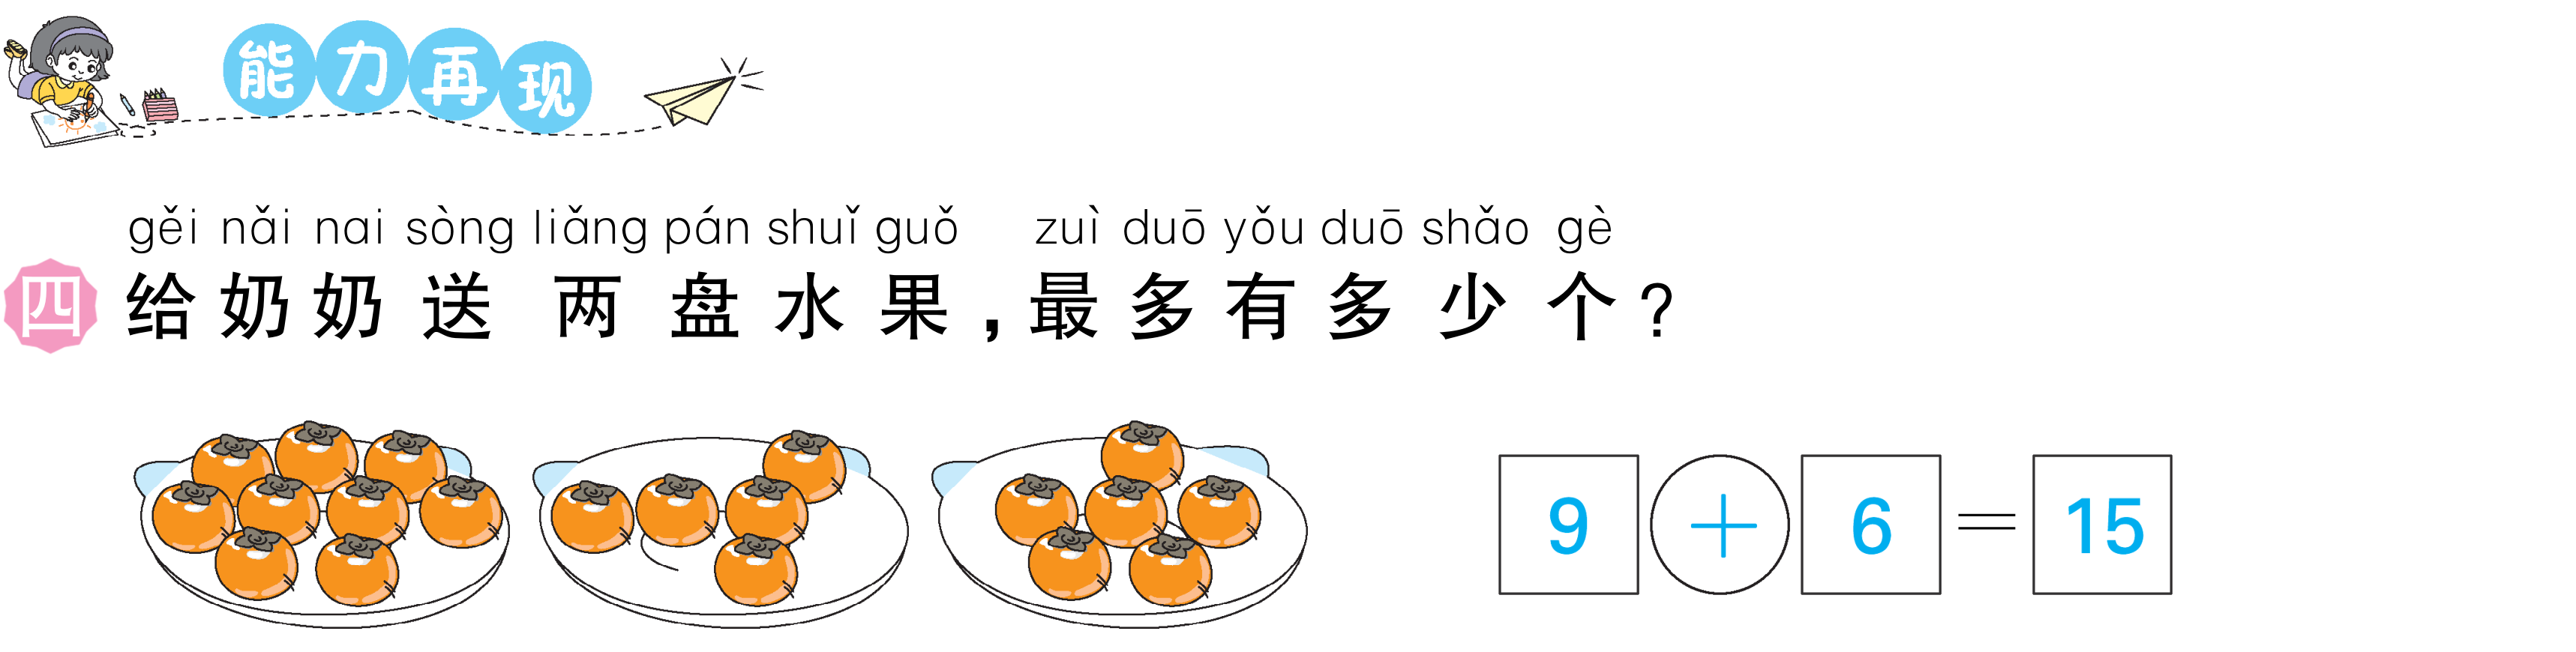 能力再现
gěi nǎi nai sòng liǎng pán shuǐ guǒ zuì duō yǒu duō shǎo gè
四 给奶奶送两盘水果,最多有多少个?
9 + 6 = 15